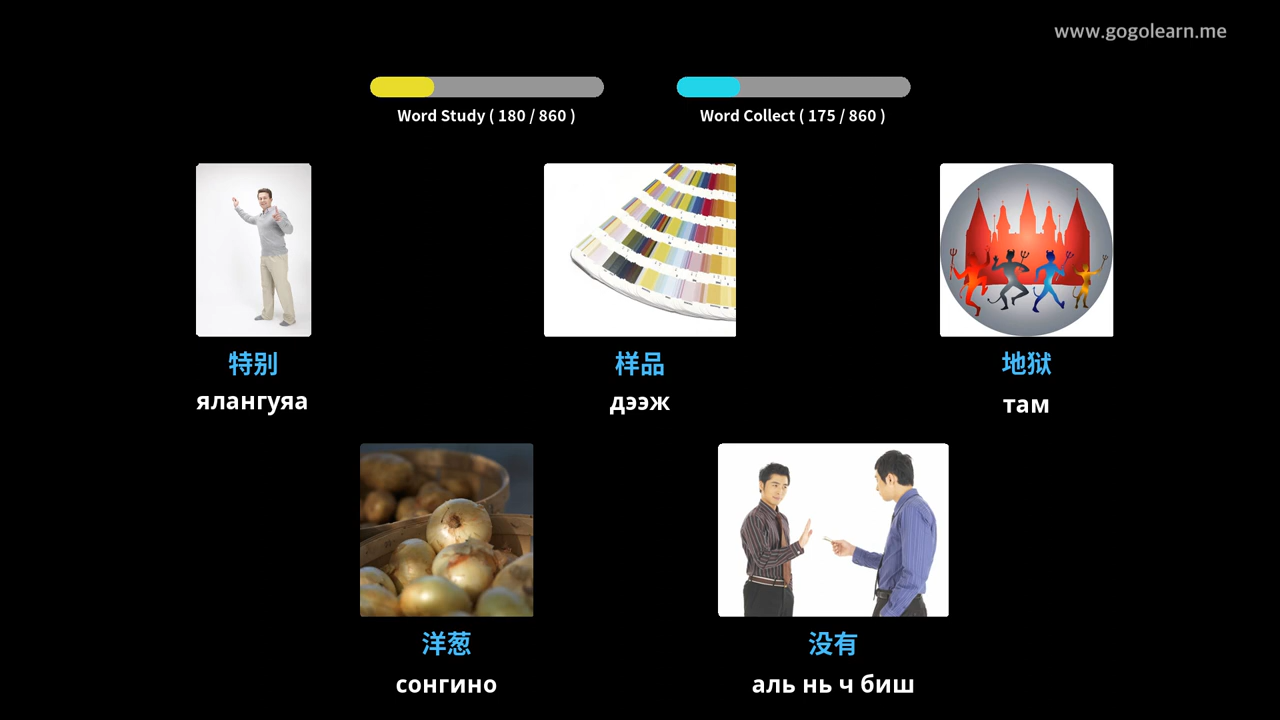 www.gogolearn.me
Word Study ( 180 / 860 )
Word Collect ( 175 / 860 )
特别
样品
地狱
ялангуяа
дээж
там
洋葱
没有
сонгино
аль нь ч биш